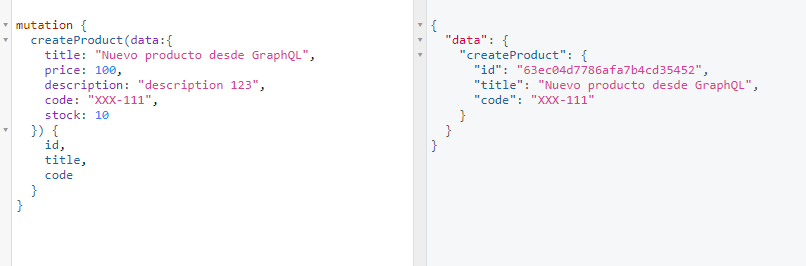 mutation {
  createProduct(data:{
    title: "Nuevo producto desde GraphQL",
    price: 100,
    description: "description 123",
    code: "XXX-111",
    stock: 10
  }) {
    id,
    title,
    code
  }
}
{
  "data": {
    "createProduct": {
      "id": "63ec04d7786afa7b4cd35452",
      "title": "Nuevo producto desde GraphQL",
      "code": "XXX-111"
    }
  }
}